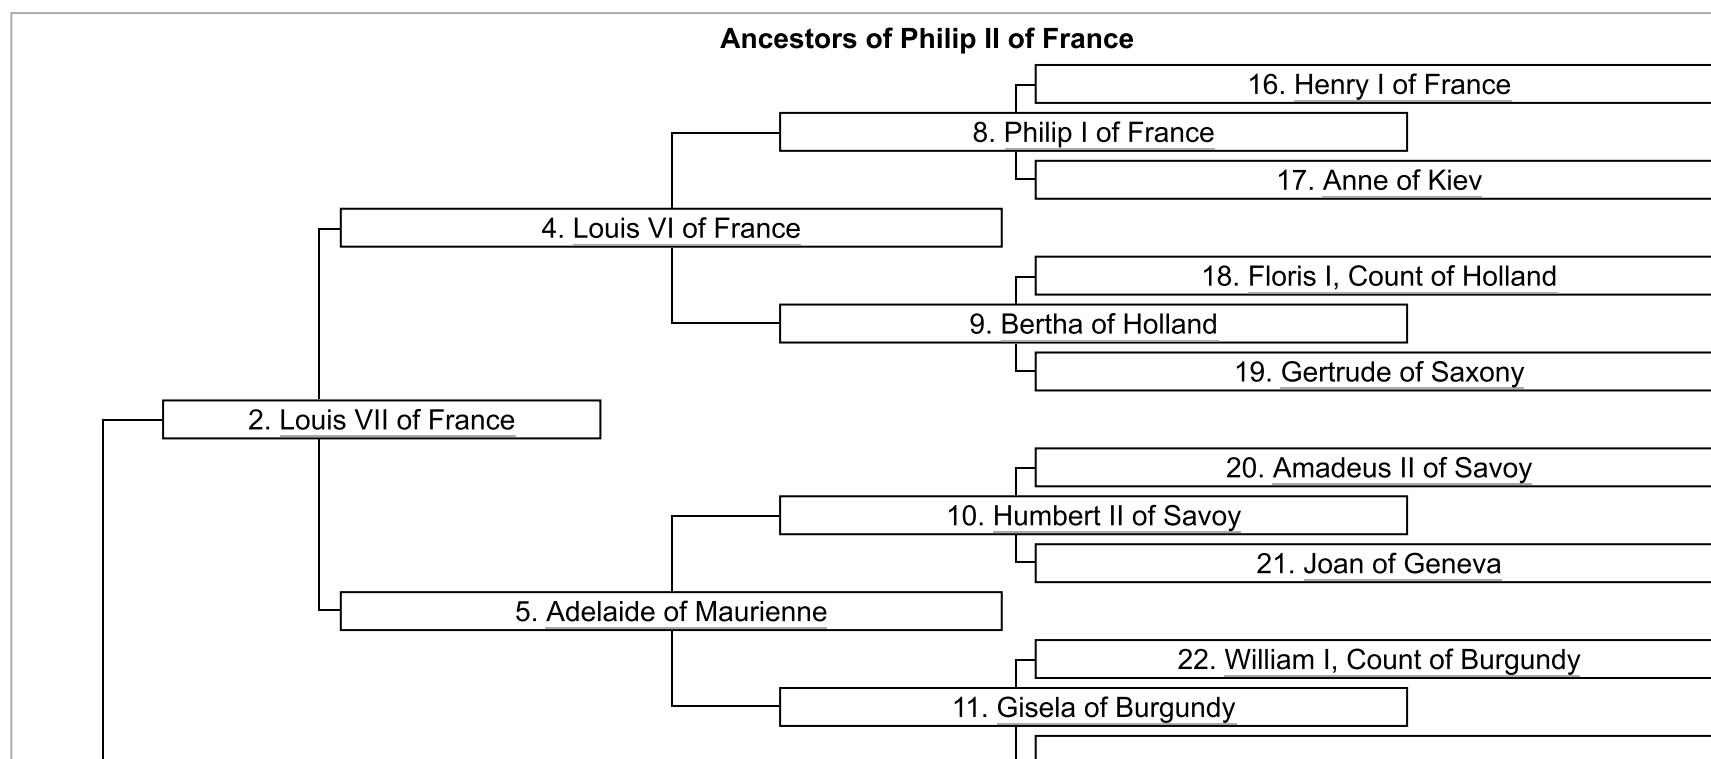 Ancestors of Philip II of France
16. Henry I of France
8. Philip I of France
17. Anne of Kiev
4. Louis VI of France
18. Floris I, Count of Holland
9. Bertha of Holland
19. Gertrude of Saxony
2. Louis VII of France
20. Amadeus II of Savoy
10. Humbert II of Savoy
21. Joan of Geneva
5. Adelaide of Maurienne
22. William I, Count of Burgundy
11. Gisela of Burgundy